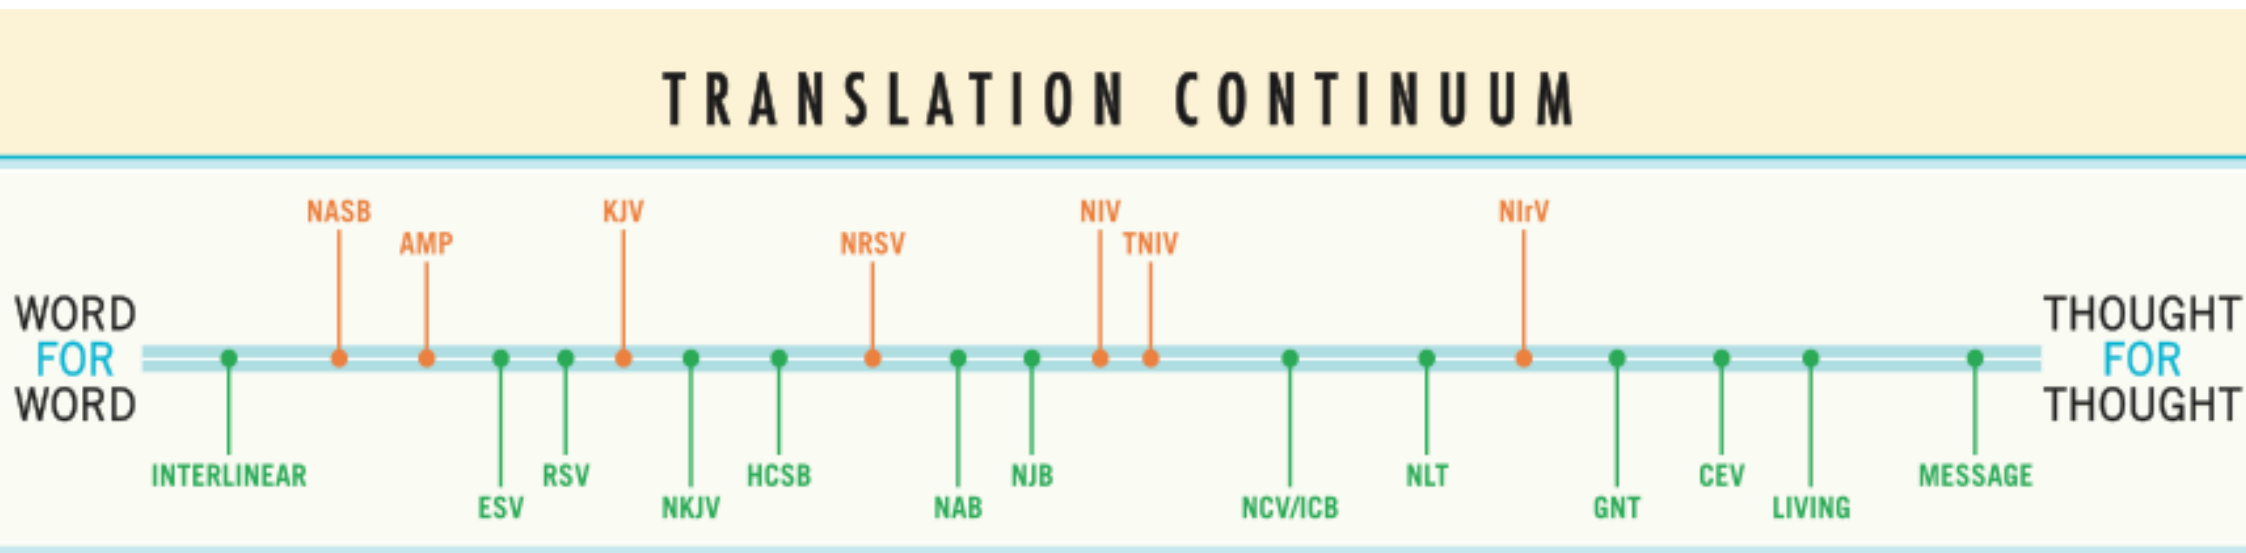 TRANSLATION CONTINUUM
NASB KJV NIV NIrV
AMP NRSV TNIV
WORD
FOR
WORD
THOUGHT
FOR
THOUGHT
INTERLINEAR RSV HCSB NJB NLT CEV MESSAGE
ESV NKJV NAB NCV/ICB GNT LIVING